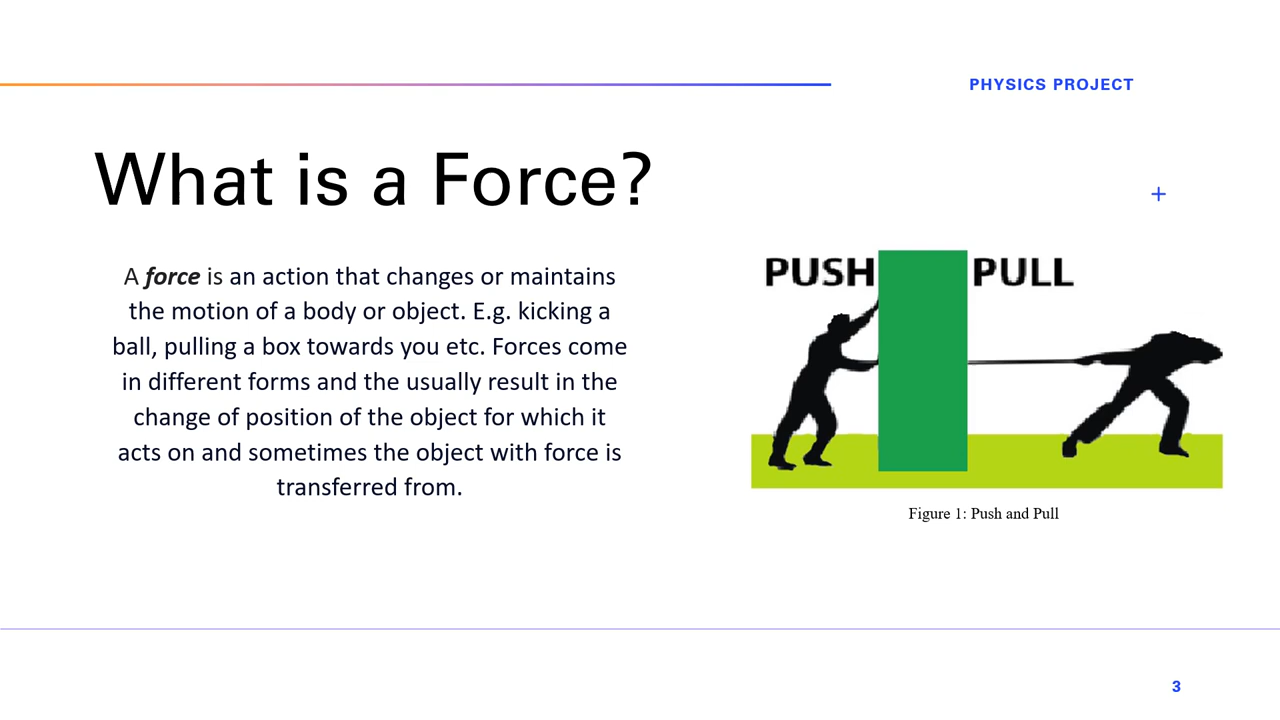 PHYSICS PROJECT
What is a Force?
A force is an action that changes or maintains
the motion of a body or object. E.g. kicking a
ball, pulling a box towards you etc. Forces come
in different forms and the usually result in the
change of position of the object for which it
acts on and sometimes the object with force is
transferred from.
PUSH PULL
Figure 1: Push and Pull
3